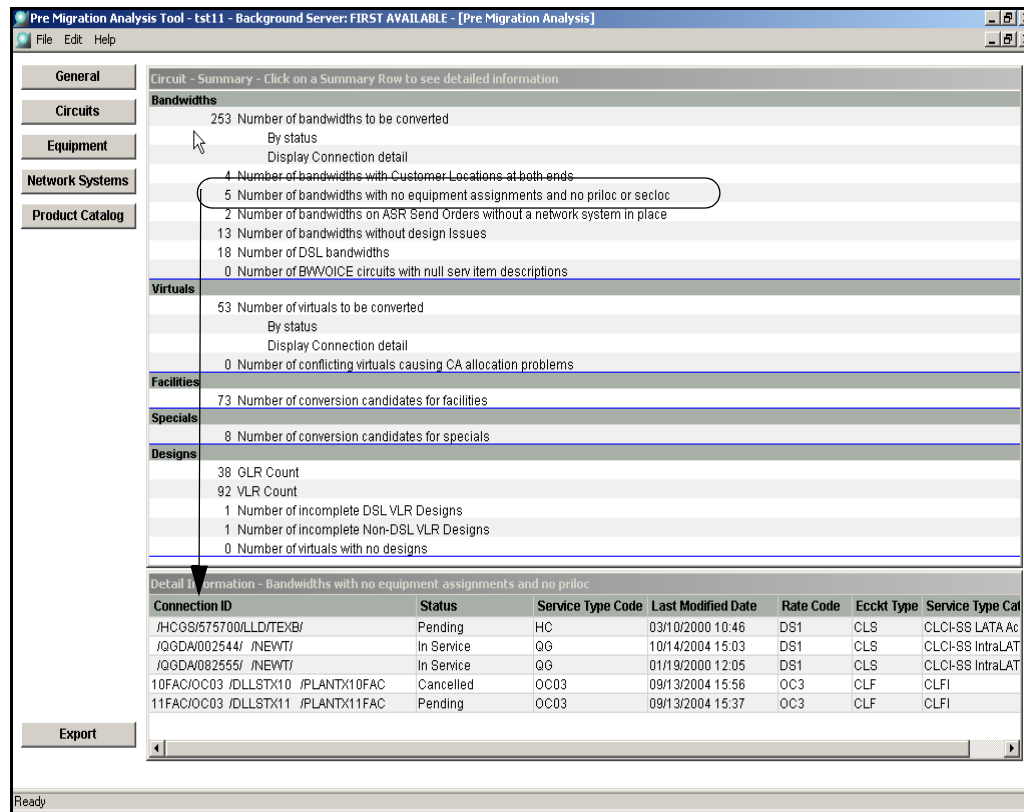 Pre Migration Analysis Tool - tst11 - Background Server: FIRST AVAILABLE - [Pre Migration Analysis]
File Edit Help
General
Circuits
Equipment
Network Systems
Product Catalog
Export
Circuit - Summary - Click on a Summary Row to see detailed information
Bandwidths
253 Number of bandwidths to be converted
By status
Display Connection detail
4 Number of bandwidths with Customer Locations at both ends
5 Number of bandwidths with no equipment assignments and no priloc or secloc
2 Number of bandwidths on ASR Send Orders without a network system in place
13 Number of bandwidths without design Issues
18 Number of DSL bandwidths
0 Number of BWVOICE circuits with null serv item descriptions
Virtuals
53 Number of virtuals to be converted
By status
Display Connection detail
0 Number of conflicting virtuals causing CA allocation problems
Facilities
73 Number of conversion candidates for facilities
Specials
8 Number of conversion candidates for specials
Designs
38 GLR Count
92 VLR Count
1 Number of incomplete DSL VLR Designs
1 Number of incomplete Non-DSL VLR Designs
0 Number of virtuals with no designs
Detail Information - Bandwidths with no equipment assignments and no priloc
Connection ID Status Service Type Code Last Modified Date Rate Code Ecckt Type Service Type Cat
/HCGS/575700/LLD/TEXB/ Pending HC 03/10/2000 10:46 DS1 CLS CLCI-SS LATA Ac
/QGDA/002544/ /NEWT/ In Service QG 10/14/2004 15:03 DS1 CLS CLCI-SS IntraLAT
/QGDA/082555/ /NEWT/ In Service QG 01/19/2000 12:05 DS1 CLS CLCI-SS IntraLAT
10FAC/OC03 /DLLSTX10 /PLANTX10FAC Cancelled OC03 09/13/2004 15:56 OC3 CLF CLFI
11FAC/OC03 /DLLSTX11 /PLANTX11FAC Pending OC03 09/13/2004 15:37 OC3 CLF CLFI
Ready